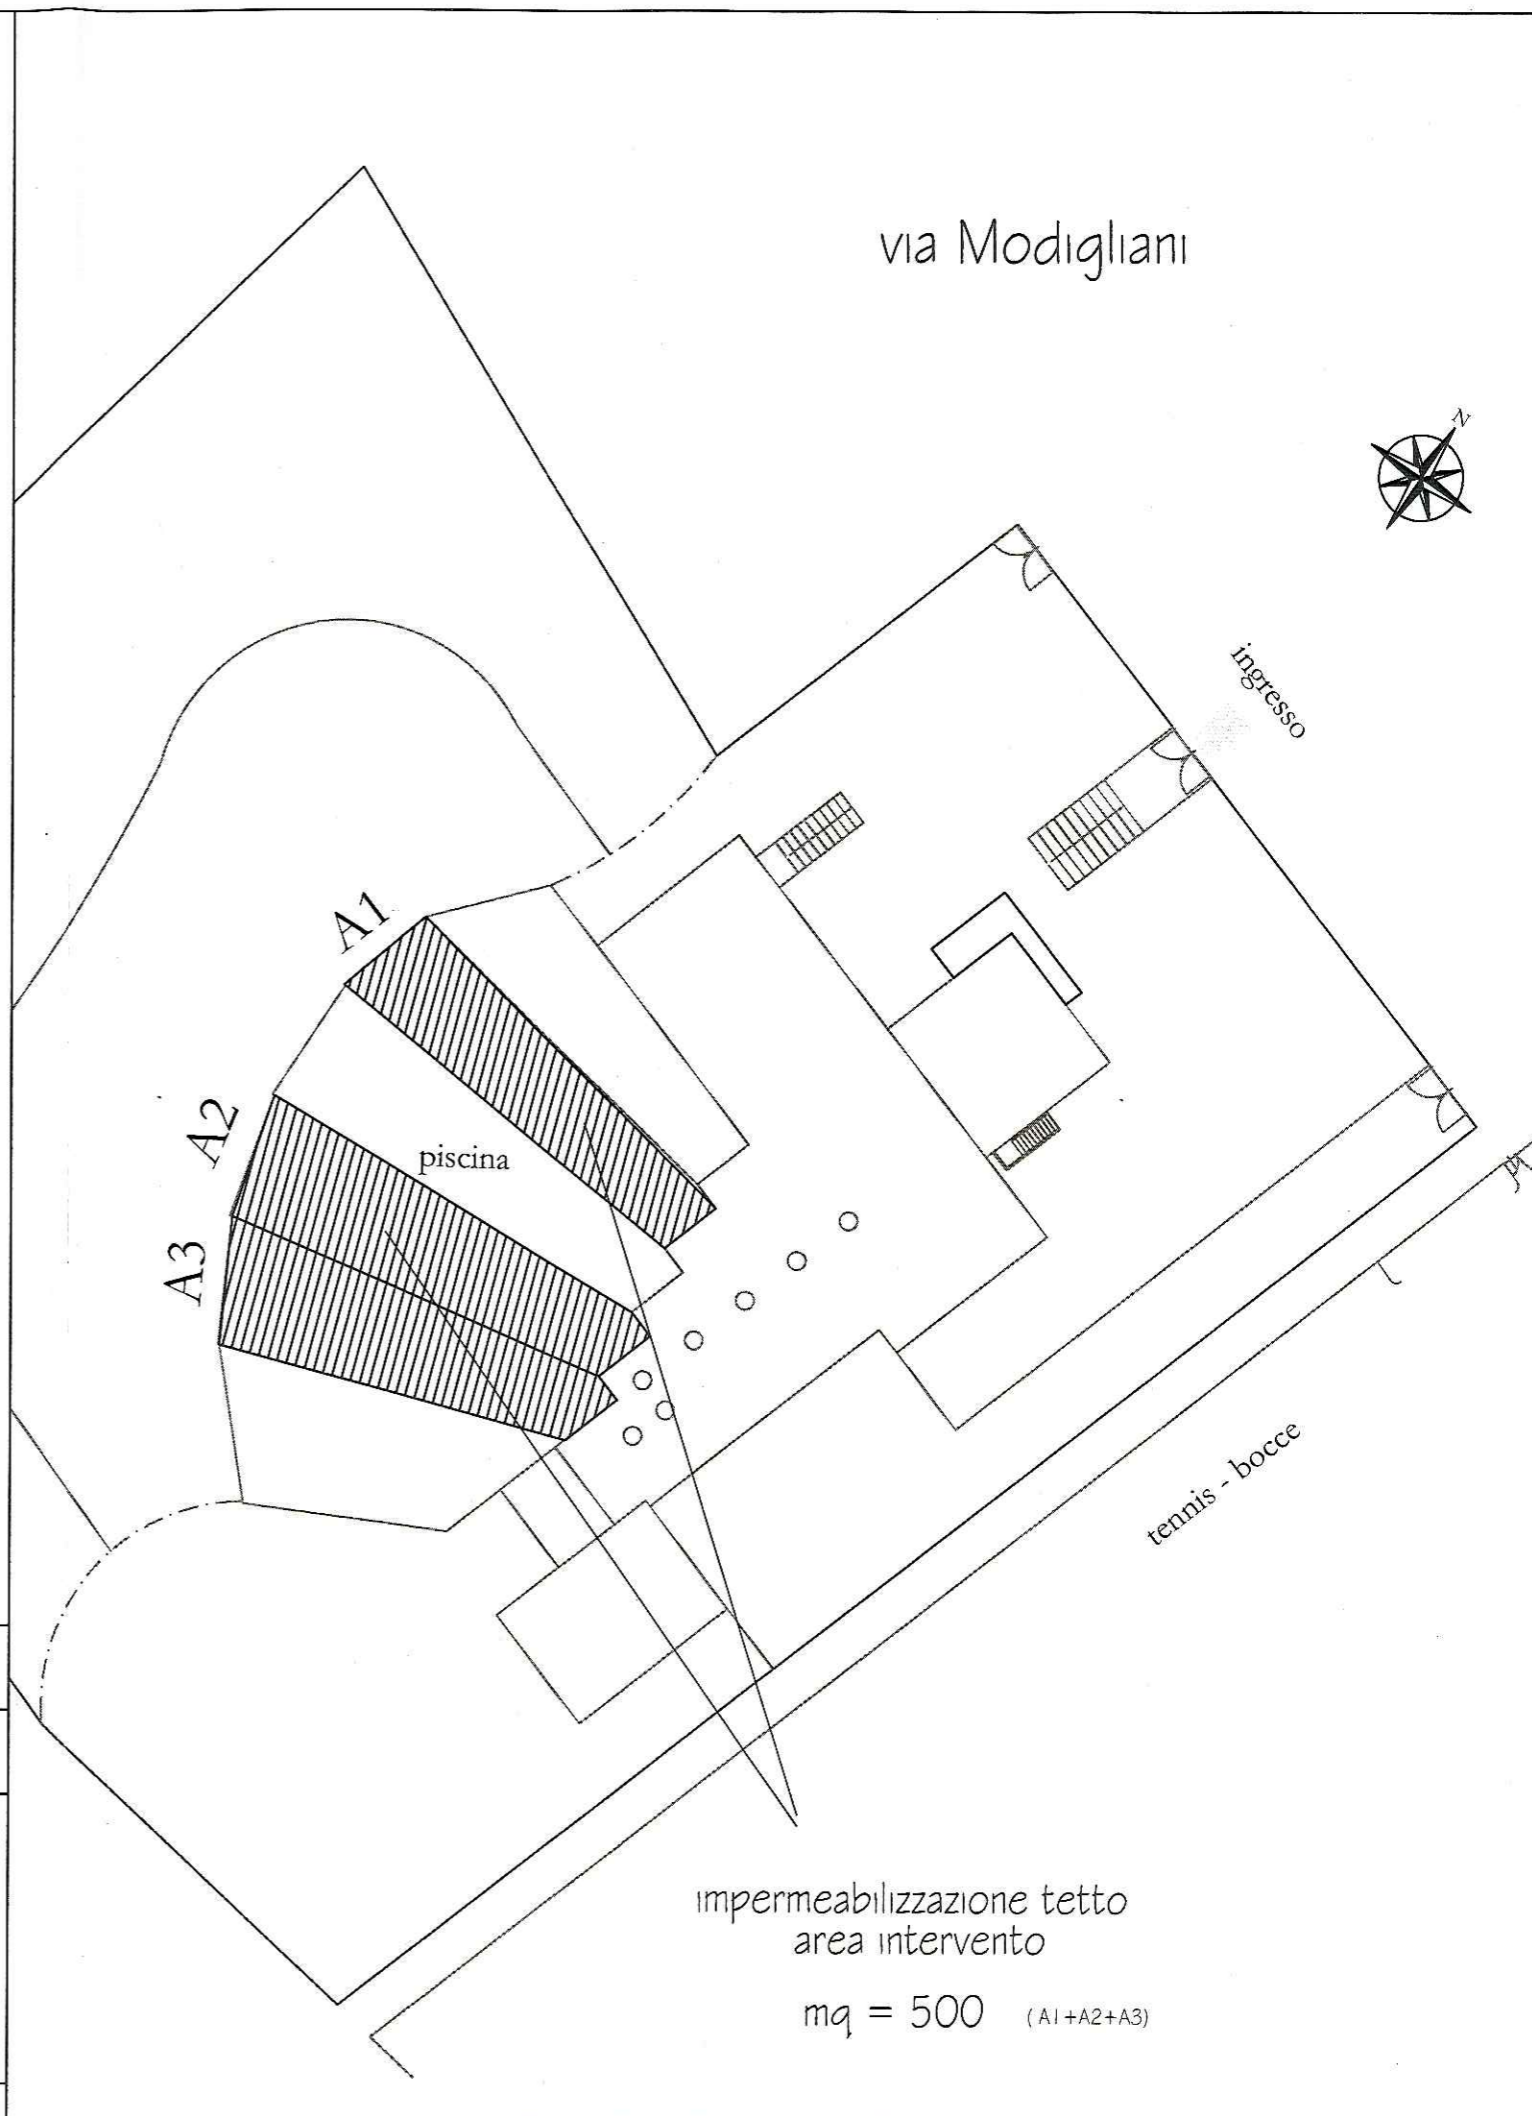 via Modigliani
N
ingresso
A1
A2
piscina
A3
tennis - bocce
impermeabilizzazione tetto
area intervento
mq = 500 (A1+A2+A3)